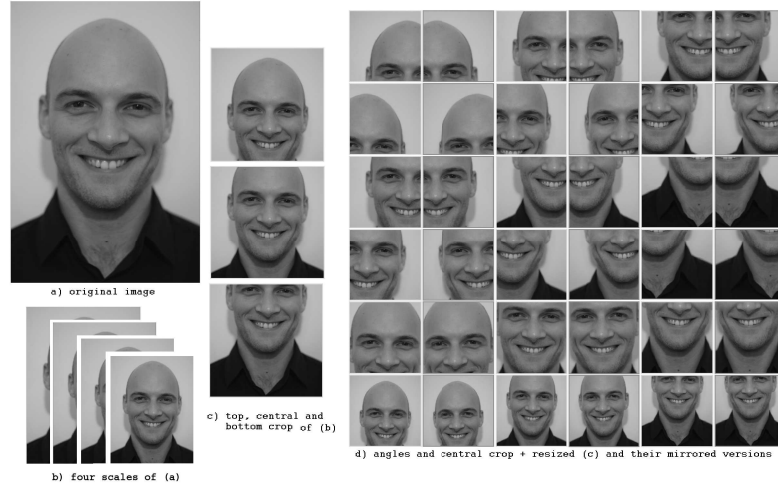 a) original image
b) four scales of (a)
c) top, central and
bottom crop of (b)
d) angles and central crop + resized (c) and their mirrored versions